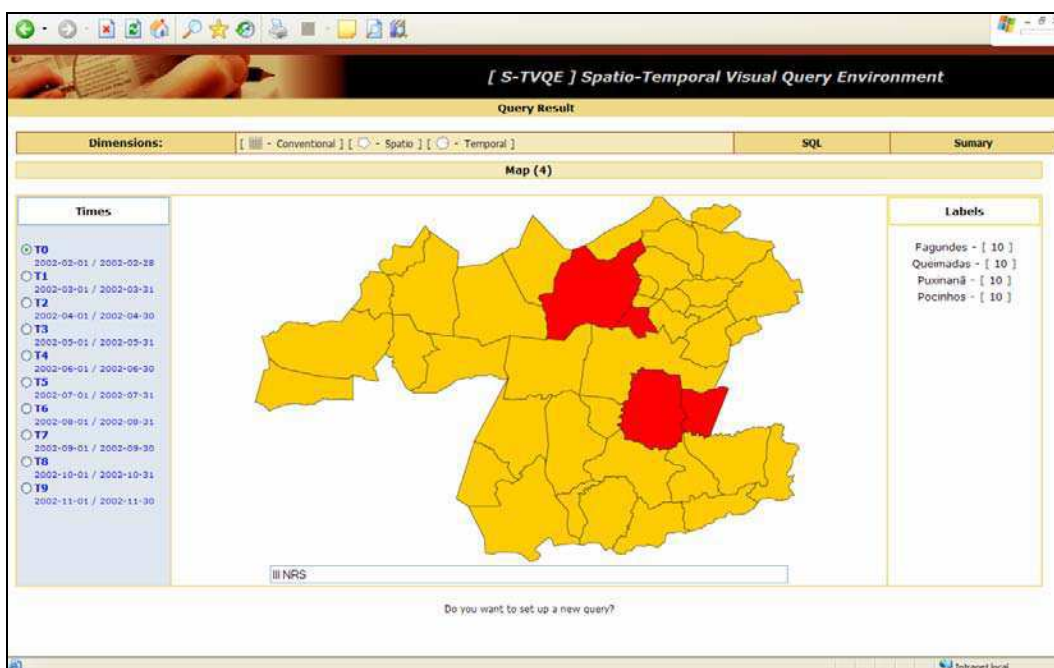 [ S-TVQE ] Spatio-Temporal Visual Query Environment
Query Result
Dimensions:
[ - Conventional ] [ - Spatio ] [ - Temporal ]
SQL
Sumary
Map (4)
Times
T0
2002-02-01 / 2002-02-28
T1
2002-03-01 / 2002-03-31
T2
2002-04-01 / 2002-04-30
T3
2002-05-01 / 2002-05-31
T4
2002-06-01 / 2002-06-30
T5
2002-07-01 / 2002-07-31
T6
2002-08-01 / 2002-08-31
T7
2002-09-01 / 2002-09-30
T8
2002-10-01 / 2002-10-31
T9
2002-11-01 / 2002-11-30
Labels
Fagundes - [ 10 ]
Queimadas - [ 10 ]
Puxinanã - [ 10 ]
Pocinhos - [ 10 ]
III NRS
Do you want to set up a new query?
Intranet local